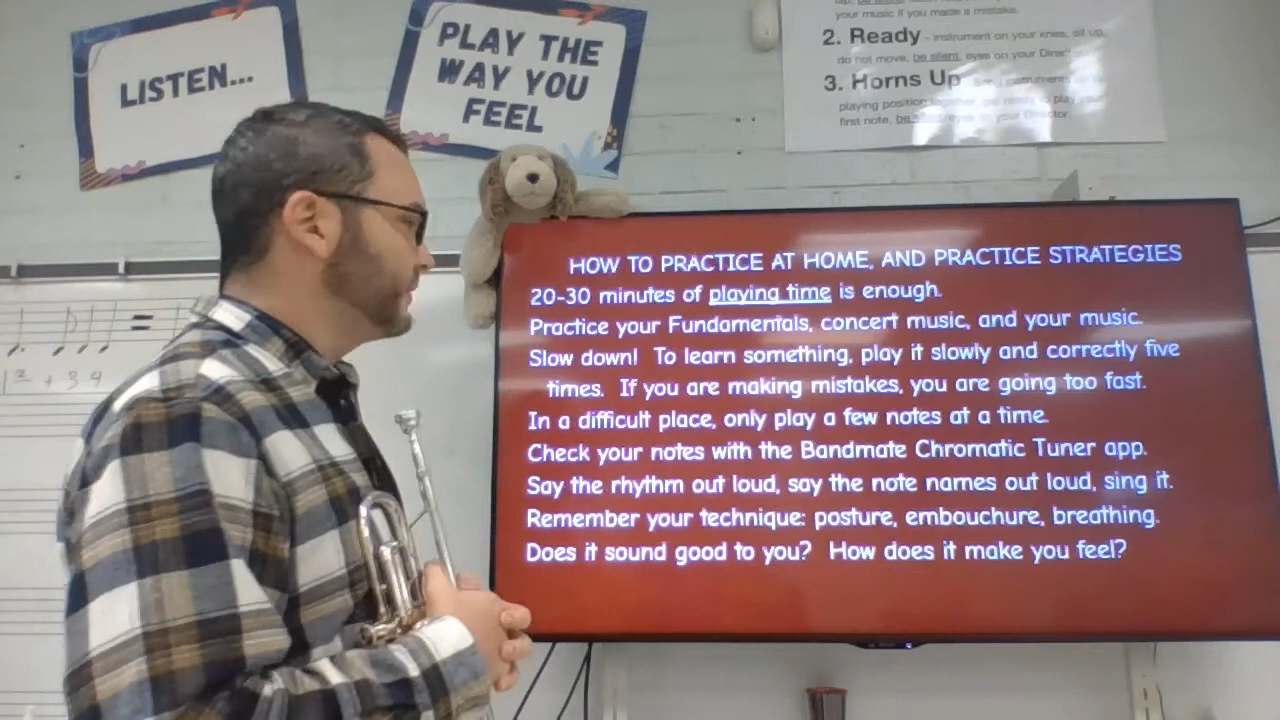 LISTEN...
PLAY THE
WAY YOU
FEEL
your music if you made a mistake.
2. Ready - instrument on your knee, sit up,
do not move, be silent, eyes on your
3. Horns Up
playing position
first note, be eyes on your Director.
HOW TO PRACTICE AT HOME, AND PRACTICE STRATEGIES
20-30 minutes of playing time is enough.
Practice your Fundamentals, concert music, and your music.
Slow down! To learn something, play it slowly and correctly five
times. If you are making mistakes, you are going too fast.
In a difficult place, only play a few notes at a time.
Check your notes with the Bandmate Chromatic Tuner app.
Say the rhythm out loud, say the note names out loud, sing it.
Remember your technique: posture, embouchure, breathing.
Does it sound good to you? How does it make you feel?